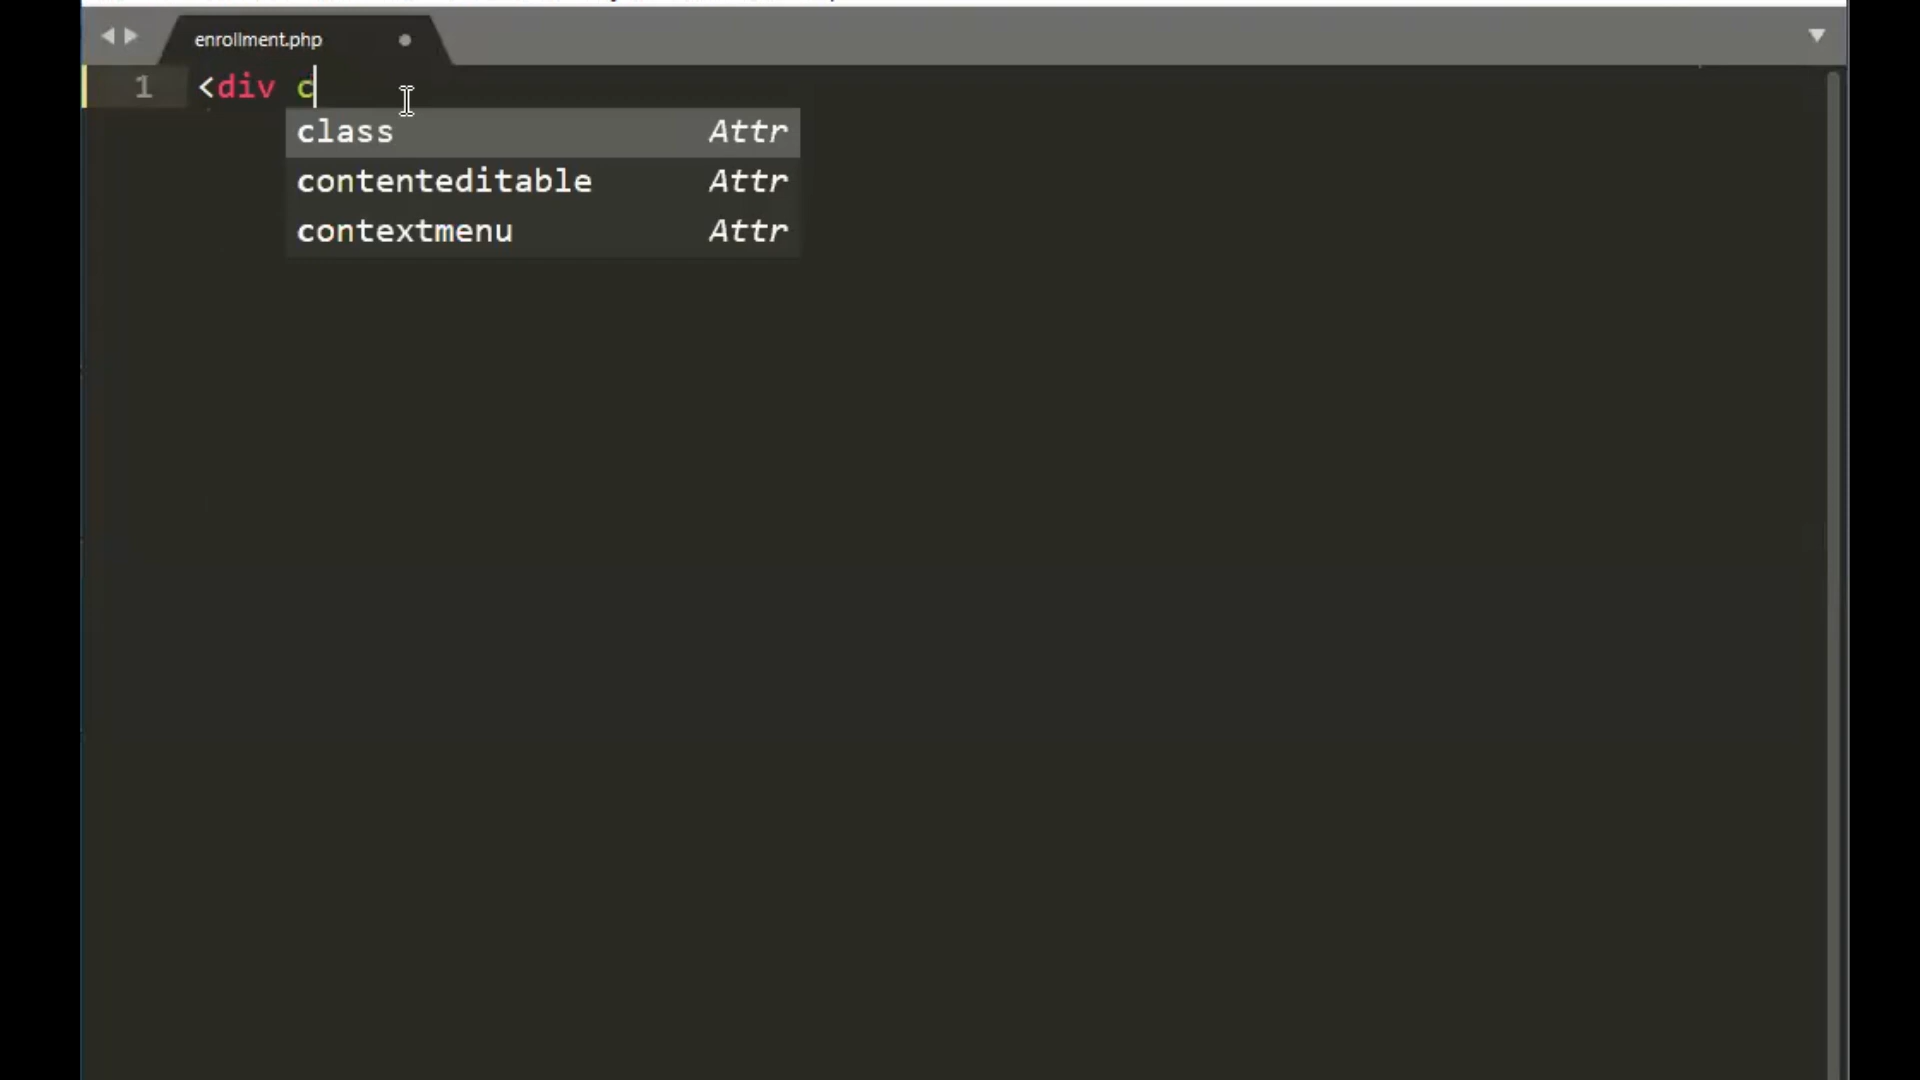 enrollment.php
1 <div c
class Attr
contenteditable Attr
contextmenu Attr